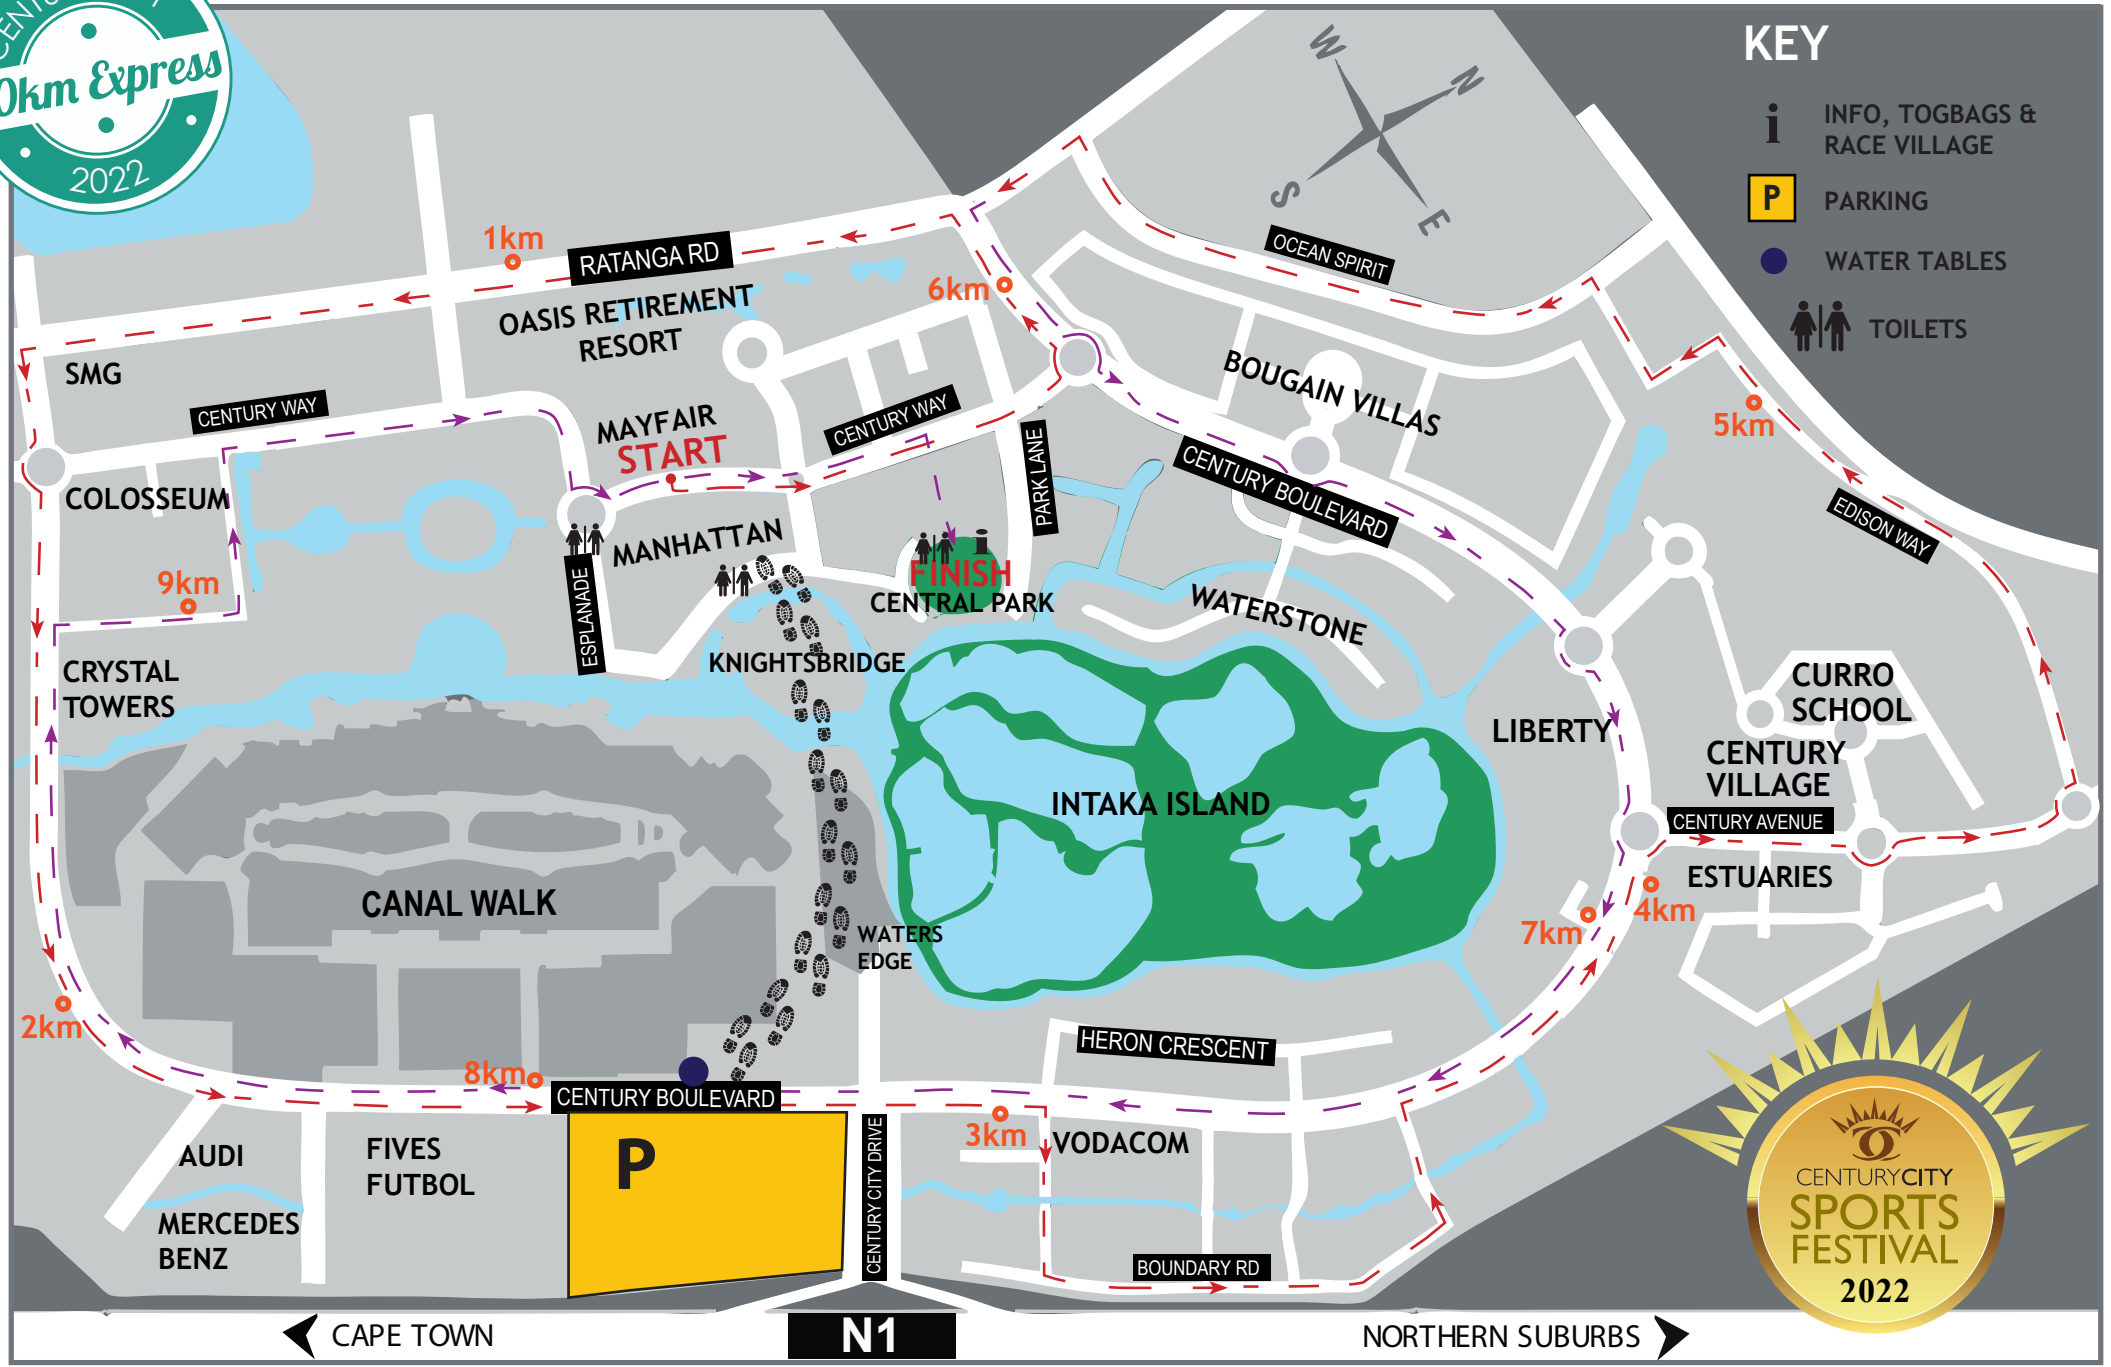 0km Express
2022
KEY
i
INFO, TOGBAGS &
RACE VILLAGE
P
PARKING
WATER TABLES
TOILETS
W
N
S
E
1km
RATANGA RD
OASIS RETIREMENT
RESORT
6km
OCEAN SPIRIT
SMG
CENTURY WAY
MAYFAIR
START
CENTURY WAY
BOUGAIN VILLAS
5km
COLOSSEUM
PARK LANE
CENTURY BOULEVARD
EDISON WAY
MANHATTAN
9km
ESPLANADE
i
FINISH
CENTRAL PARK
WATERSTONE
CRYSTAL
TOWERS
KNIGHTSBRIDGE
CURRO
SCHOOL
LIBERTY
CENTURY
VILLAGE
INTAKA ISLAND
CENTURY AVENUE
ESTUARIES
CANAL WALK
WATERS
EDGE
7km
4km
2km
HERON CRESCENT
8km
CENTURY BOULEVARD
3km
VODACOM
AUDI
FIVES
FUTBOL
P
CENTURY CITY DRIVE
MERCEDES
BENZ
BOUNDARY RD
CENTURYCITY
SPORTS
FESTIVAL
2022
CAPE TOWN
N1
NORTHERN SUBURBS